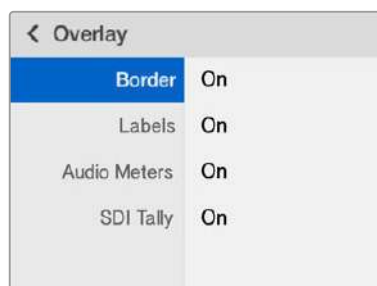 Overlay
Border On
Labels On
Audio Meters On
SDI Tally On